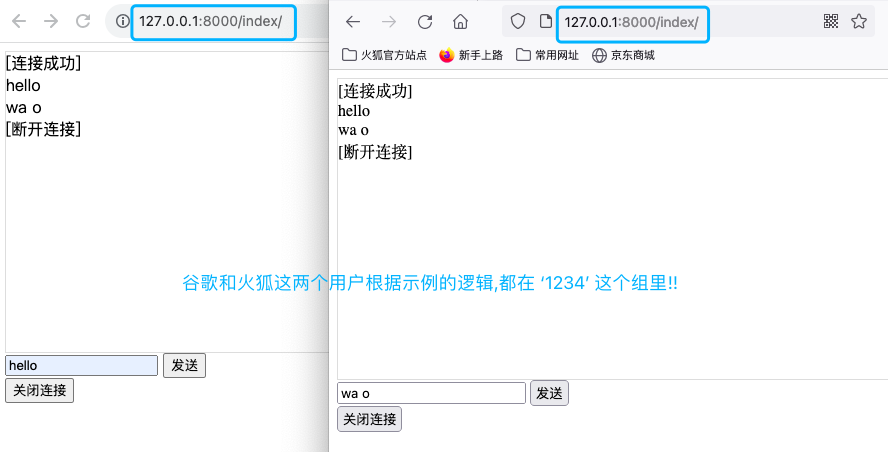 127.0.0.1:8000/index/
[连接成功]
hello
wa o
[断开连接]
hello
发送
关闭连接
127.0.0.1:8000/index/
火狐官方站点
新手上路
常用网址
京东商城
[连接成功]
hello
wa o
[断开连接]
wa o
发送
关闭连接
谷歌和火狐这两个用户根据示例的逻辑,都在 ‘1234’ 这个组里!!